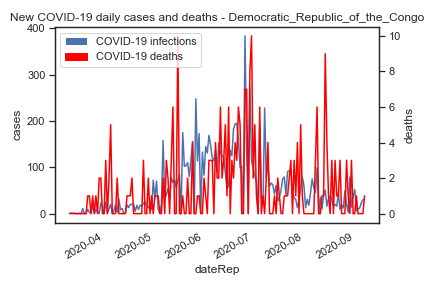 New COVID-19 daily cases and deaths - Democratic_Republic_of_the_Congo
COVID-19 infections
COVID-19 deaths
400
300
200
100
0
cases
10
8
6
4
2
0
deaths
2020-04
2020-05
2020-06
2020-07
2020-08
2020-09
dateRep